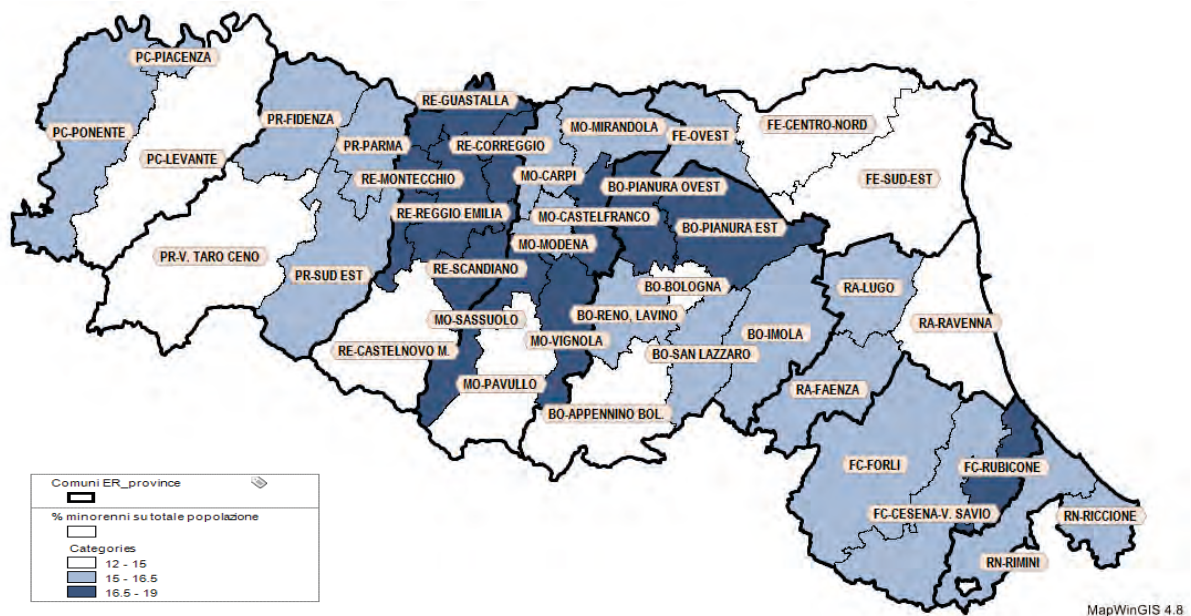 PC-PIACENZA
RE-GUASTALLA
PR-FIDENZA
FE-CENTRO-NORD
PC-PONENTE
MO-MIRANDOLA
FE-OVEST
PR-PARMA
RE-CORREGGIO
PC-LEVANTE
MO-CARPI
RE-MONTECCHIO
FE-SUD-EST
BO-PIANURA OVEST
RE-REGGIO EMILIA
MO-CASTELFRANCO
BO-PIANURA EST
MO-MODENA
PR-V. TARO CENO
RE-SCANDIANO
PR-SUD EST
BO-BOLOGNA
RA-LUGO
BO-RENO, LAVINO
MO-SASSUOLO
RA-RAVENNA
BO-IMOLA
MO-VIGNOLA
RE-CASTELNOVO M.
BO-SAN LAZZARO
MO-PAVULLO
RA-FAENZA
BO-APPENNINO BOL.
FC-FORLI
FC-RUBICONE
FC-CESENA-V. SAVIO
RN-RICCIONE
RN-RIMINI
Comuni ER_province
% minorenni su totale popolazione
Categories
12 - 15
15 - 16.5
16.5 - 19
MapWinGIS 4.8